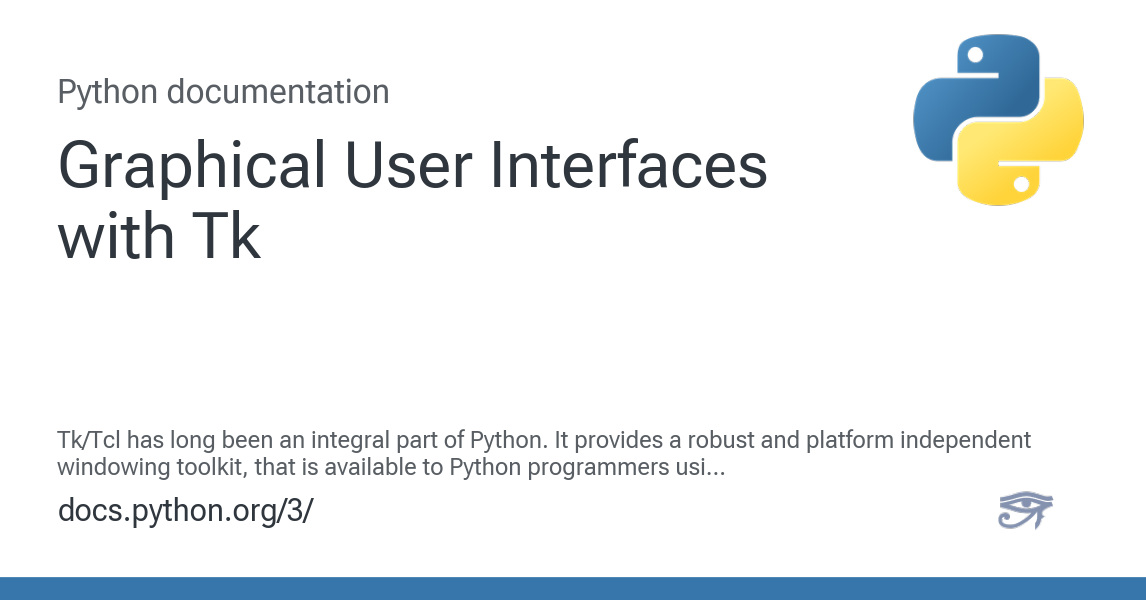 Python documentation
Graphical User Interfaces
with Tk
Tk/Tcl has long been an integral part of Python. It provides a robust and platform independent
windowing toolkit, that is available to Python programmers usi...
docs.python.org/3/